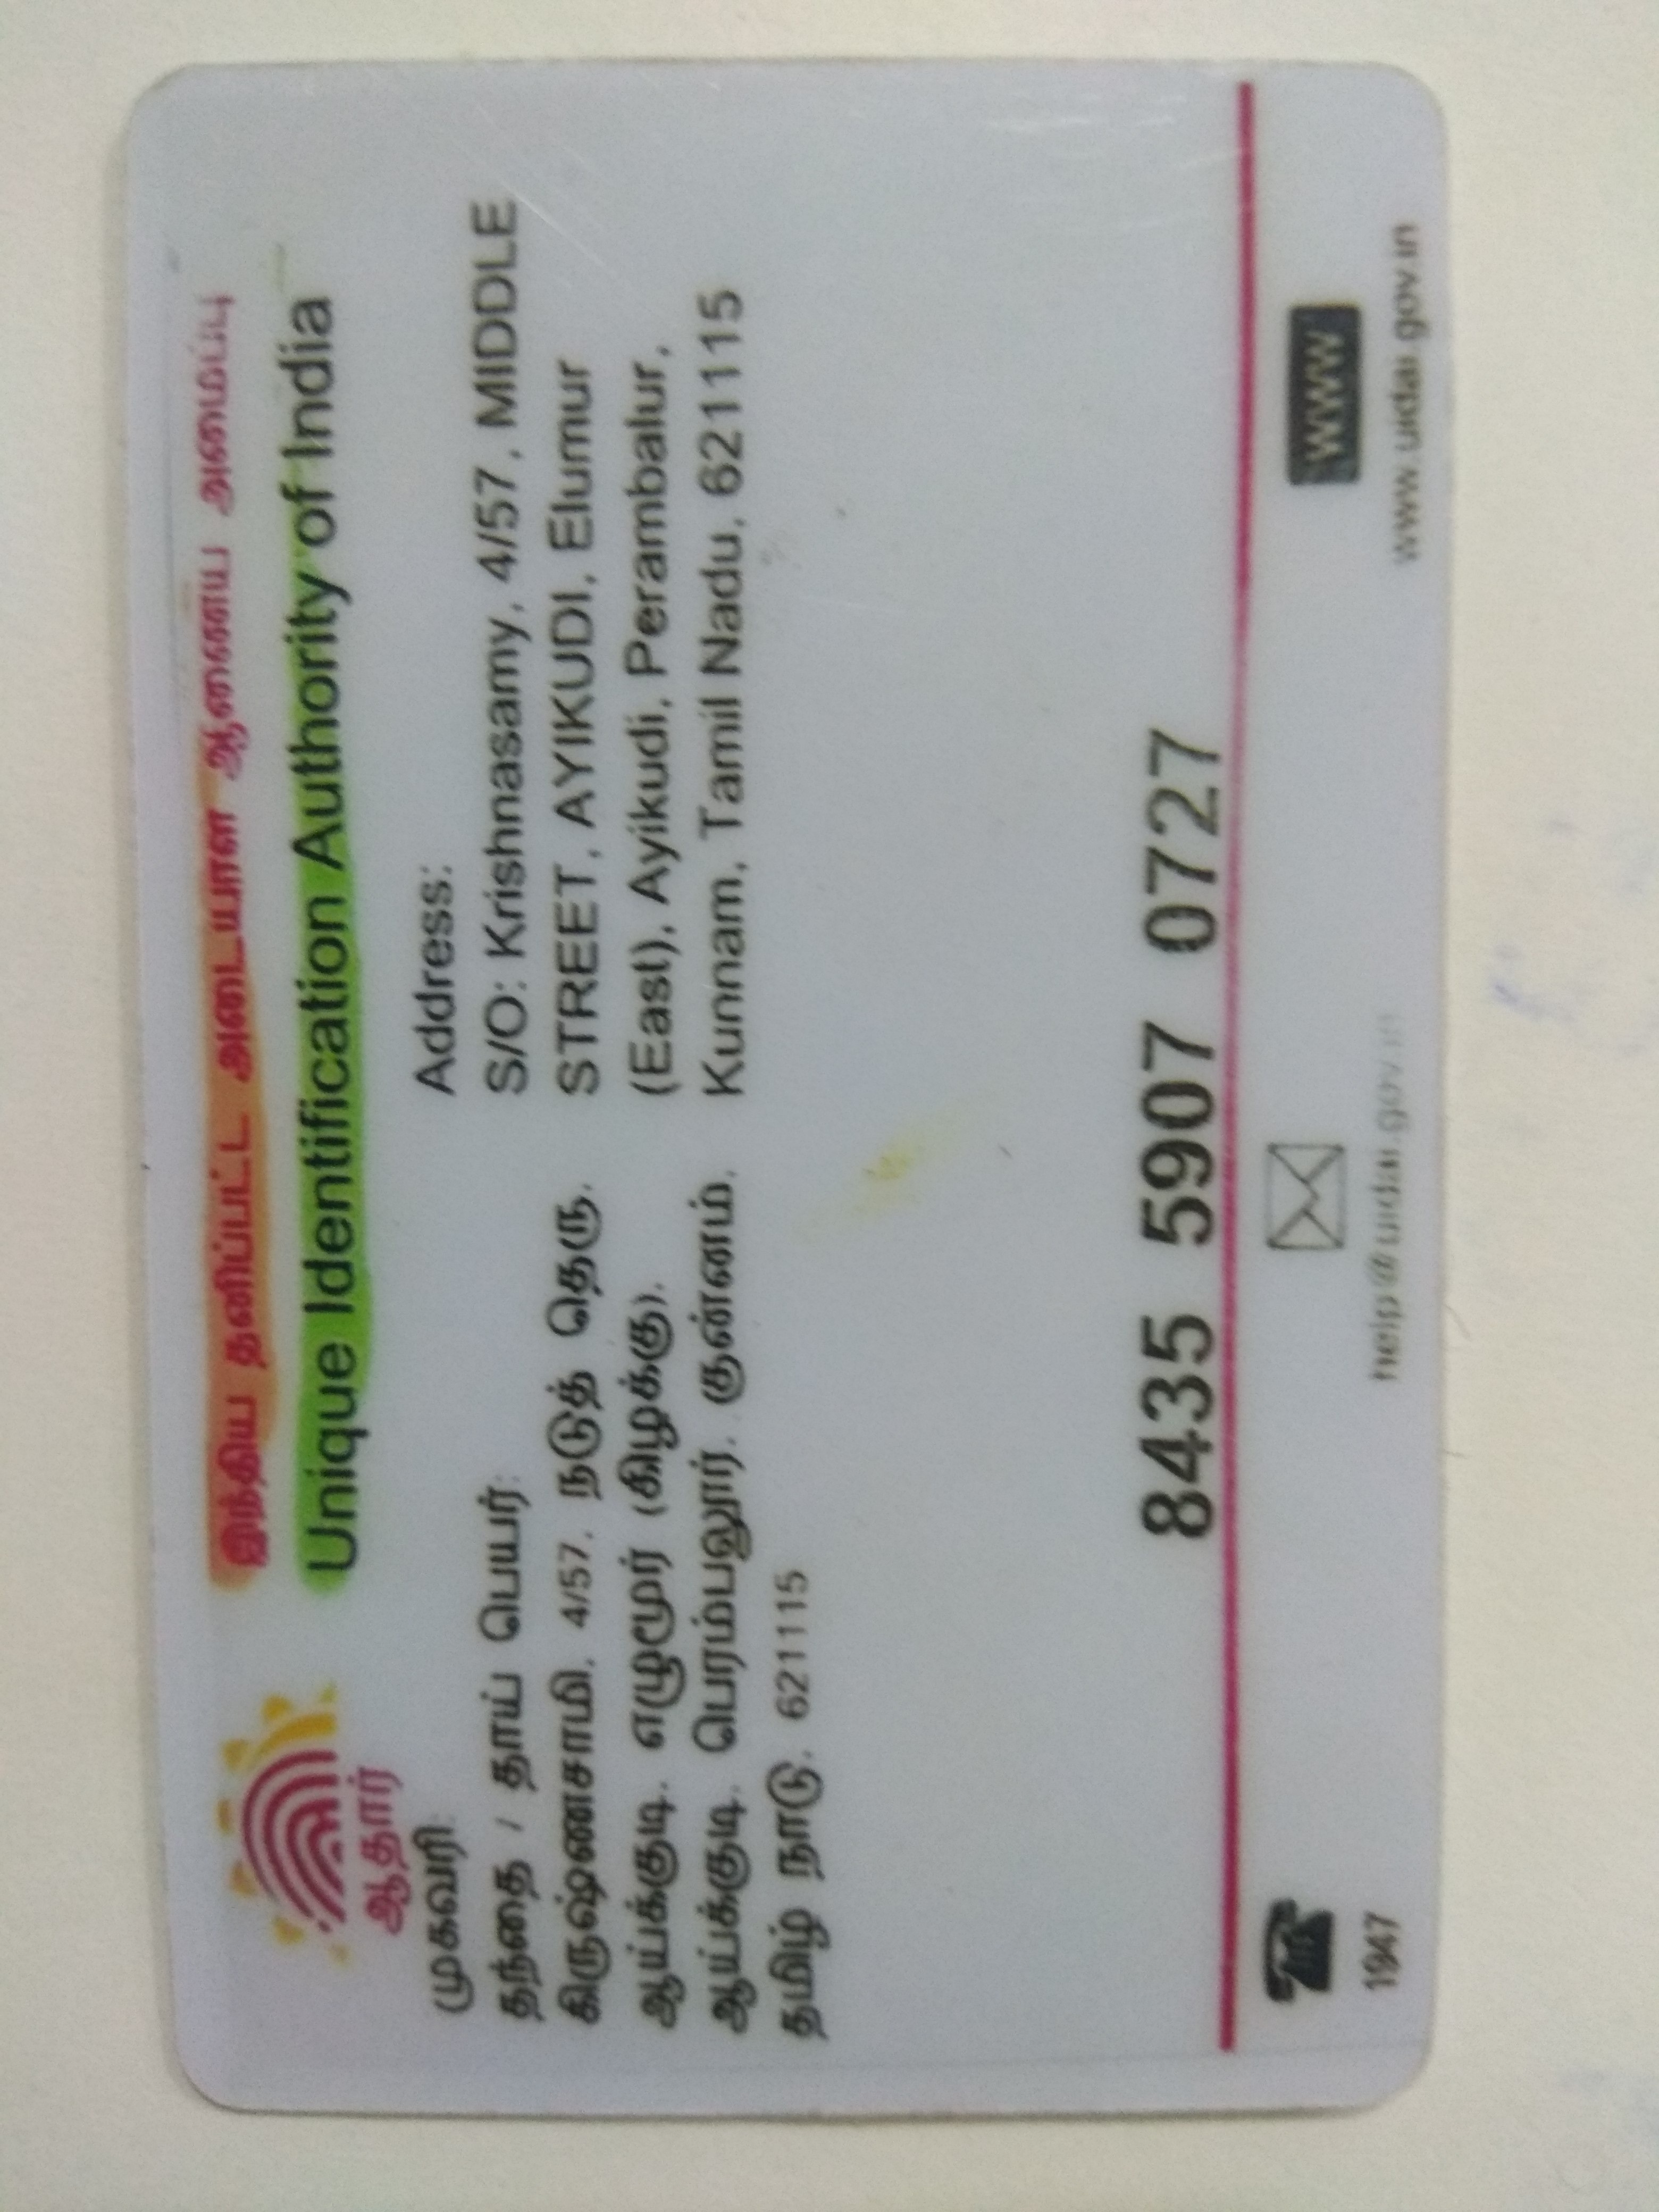 இந்திய தனிப்பட்ட அடையாள ஆணைய அமைப்பு
Unique Identification Authority of India
ஆதார்
முகவரி:
தந்தை / தாய் பெயர்:
கிருஷ்ணசாமி, 4/57, நடுத் தெரு,
ஆய்க்குடி, எழுமூர் (கிழக்கு),
ஆய்க்குடி, பெரம்பலூர், குன்னம்,
தமிழ் நாடு, 621115
Address:
S/O: Krishnasamy, 4/57, MIDDLE
STREET, AYIKUDI, Elumur
(East), Ayikudi, Perambalur,
Kunnam, Tamil Nadu, 621115
8435 5907 0727
1947
help@uidai.gov.in
WWW
www.uidai.gov.in